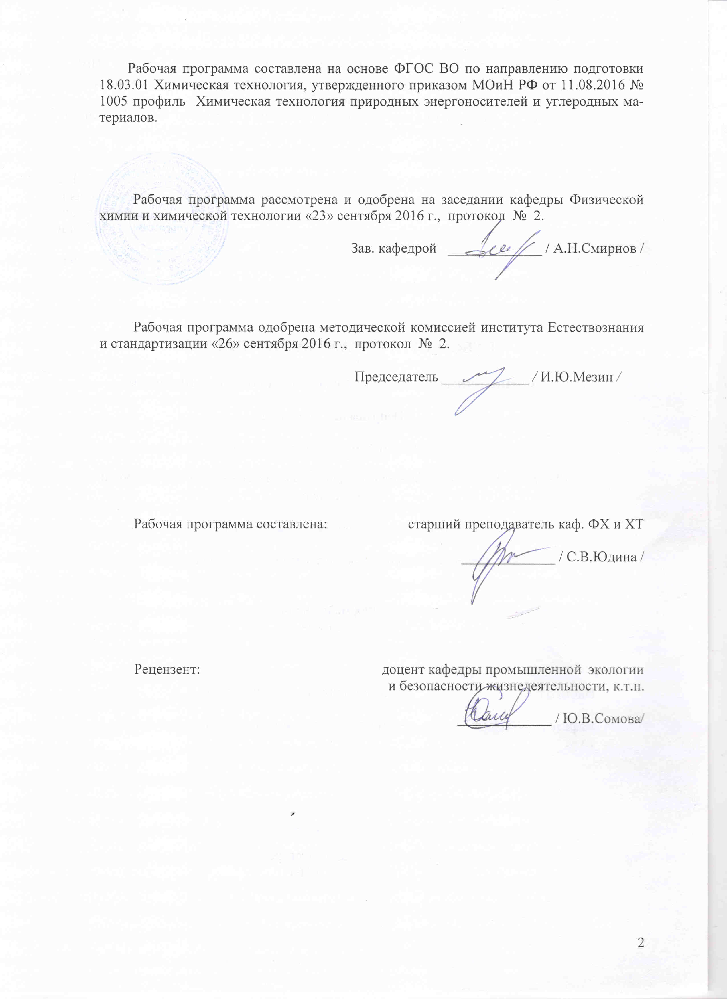 Рабочая программа составлена на основе ФГОС ВО по направлению подготовки
18.03.01 Химическая технология, утвержденного приказом МОиН РФ от 11.08.2016 №
1005 профиль Химическая технология природных энергоносителей и углеродных ма-
териалов.
Рабочая программа рассмотрена и одобрена на заседании кафедры Физической
химии и химической технологии «23» сентября 2016 г., протокол № 2.
Зав. кафедрой _____________ / А.Н.Смирнов /
Рабочая программа одобрена методической комиссией института Естествознания
и стандартизации «26» сентября 2016 г., протокол № 2.
Председатель ____________ / И.Ю.Мезин /
Рабочая программа составлена: старший преподаватель каф. ФХ и ХТ
_____________ / С.В.Юдина /
Рецензент: доцент кафедры промышленной экологии
и безопасности жизнедеятельности, к.т.н.
_____________ / Ю.В.Сомова/
2